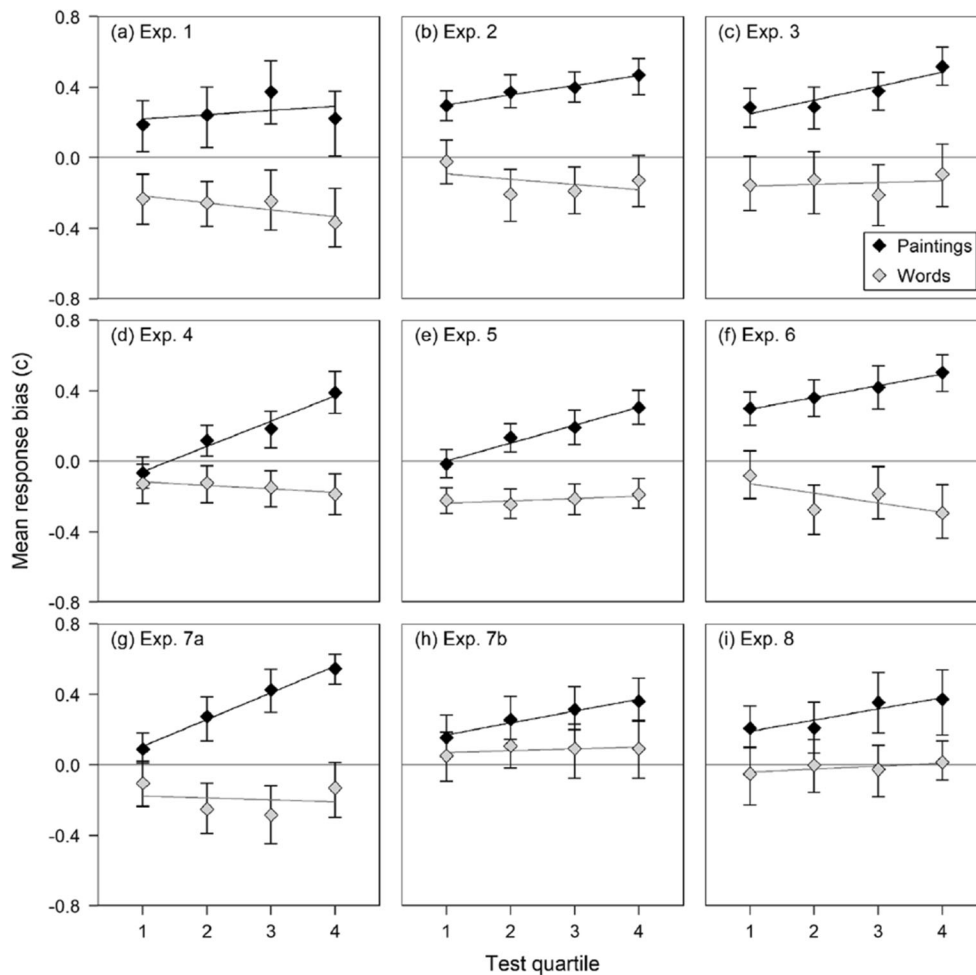 (a) Exp. 1
(b) Exp. 2
(c) Exp. 3
0.8
0.4
0.0
-0.4
-0.8
Paintings
Words
(d) Exp. 4
(e) Exp. 5
(f) Exp. 6
0.8
0.4
0.0
-0.4
-0.8
Mean response bias (c)
(g) Exp. 7a
(h) Exp. 7b
(i) Exp. 8
0.8
0.4
0.0
-0.4
-0.8
1 2 3 4
1 2 3 4
1 2 3 4
Test quartile